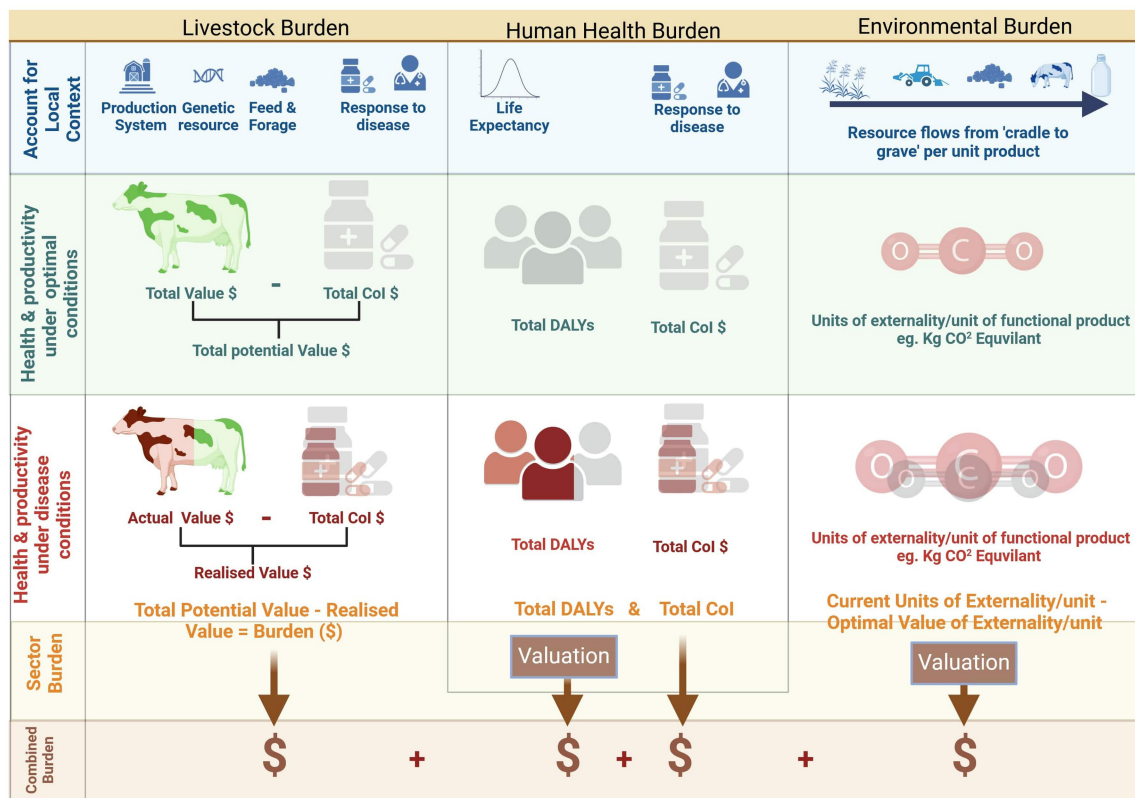 Livestock Burden
Human Health Burden
Environmental Burden
Account for
Local
Context
Production
System
Genetic
resource
Feed &
Forage
Response to
disease
Life
Expectancy
Response to
disease
Resource flows from 'cradle to
grave' per unit product
Health & productivity
under optimal
conditions
Total Value $
-
Total CoI $
Total potential Value $
Total DALYs
Total CoI $
O C O
Units of externality/unit of functional product
eg. Kg CO² Equvilant
Health & productivity
under disease
conditions
Actual Value $
-
Total CoI $
Realised Value $
Total DALYs
Total CoI $
O C O
O C O
Units of externality/unit of functional product
eg. Kg CO² Equvilant
Total Potential Value - Realised
Value = Burden ($)
Total DALYs & Total CoI
Current Units of Externality/unit -
Optimal Value of Externality/unit
Sector
Burden
Valuation
Valuation
Combined
Burden
$ + $ + $ + $